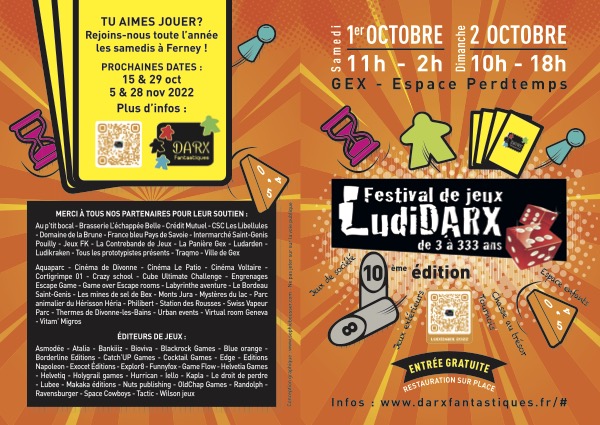 TU AIMES JOUER?
Rejoins-nous toute l'année
les samedis à Ferney !
PROCHAINES DATES :
15 & 29 oct
5 & 28 nov 2022
Plus d'infos :
DARX
Fantastiques
MERCI À TOUS NOS PARTENAIRES POUR LEUR SOUTIEN :
Au p'tit bocal - Brasserie L'échappée Belle - Crédit Mutuel - CSC Les Libellules
- Domaine de la Brune - France bleu Pays de Savoie - Intermarché Saint-Genis
Pouilly - Jeux FK - La Contrebande de Jeux - La Panière Gex - Ludarden -
Ludikraken - Tous les prototypistes présents - Traqmo - Ville de Gex
Aquaparc - Cinéma de Divonne - Cinéma Le Patio - Cinéma Voltaire -
Cortigrimpe 01 - Crazy school - Cube Ultimate Challenge - Engrenages
Escape Game - Game over Escape rooms - Labyrinthe aventure - Le Bordeau
Saint-Genis - Les mines de sel de Bex - Monts Jura - Mystères du lac - Parc
animalier du Hérisson Héria - Philibert - Station des Rousses - Swiss Vapeur
Parc - Thermes de Divonne-les-Bains - Urban events - Virtual room Geneva
- Vitam' Migros
ÉDITEURS DE JEU :
Asmodée - Atalia - Bankiiz - Bioviva - Blackrock Games - Blue orange -
Borderline Editions - Catch'UP Games - Cocktail Games - Edge - Editions
Napoleon - Exocet Éditions - Explor8 - Funnyfox - Game Flow - Helvetia Games
- Helvetiq - Holygrail games - Hurrican - Iello - Kapla - Le droit de perdre
- Lubee - Makaka éditions - Nuts publishing - OldChap Games - Randolph -
Ravensburger - Space Cowboys - Tactic - Wilson jeux
Samedi
1er OCTOBRE
11h - 2h
Dimanche
2 OCTOBRE
10h - 18h
GEX - Espace Perdtemps
Festival de jeux
LudiDARX
de 3 à 333 ans
10ème édition
8
Jeux de société
Jeux extérieurs
Tournois
Chasse au trésor
Espace enfants
ENTRÉE GRATUITE
RESTAURATION SUR PLACE
Infos : www.darxfantastiques.fr/#